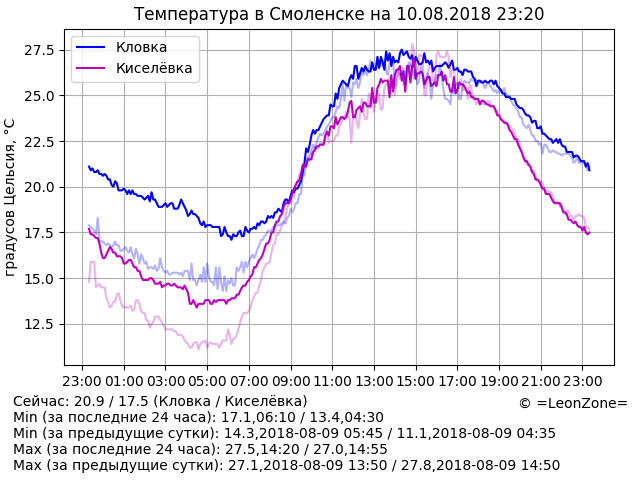 Температура в Смоленске на 10.08.2018 23:20
градусов Цельсия, °C
27.5
25.0
22.5
20.0
17.5
15.0
12.5
Кловка
Киселёвка
23:00 01:00 03:00 05:00 07:00 09:00 11:00 13:00 15:00 17:00 19:00 21:00 23:00
Сейчас: 20.9 / 17.5 (Кловка / Киселёвка)
© =LeonZone=
Min (за последние 24 часа): 17.1,06:10 / 13.4,04:30
Min (за предыдущие сутки): 14.3,2018-08-09 05:45 / 11.1,2018-08-09 04:35
Max (за последние 24 часа): 27.5,14:20 / 27.0,14:55
Max (за предыдущие сутки): 27.1,2018-08-09 13:50 / 27.8,2018-08-09 14:50